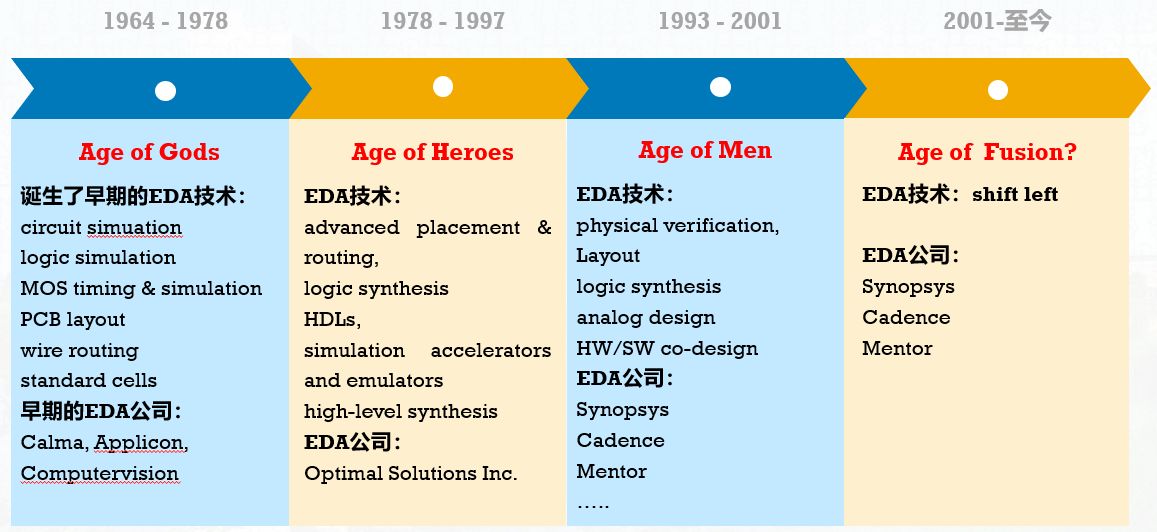 1964 - 1978
1978 - 1997
1993 - 2001
2001-至今
Age of Gods
诞生了早期的EDA技术：
circuit simuation
logic simulation
MOS timing & simulation
PCB layout
wire routing
standard cells
早期的EDA公司：
Calma, Applicon,
Computervision
Age of Heroes
EDA技术：
advanced placement &
routing,
logic synthesis
HDLs,
simulation accelerators
and emulators
high-level synthesis
EDA公司：
Optimal Solutions Inc.
Age of Men
EDA技术：
physical verification,
Layout
logic synthesis
analog design
HW/SW co-design
EDA公司：
Synopsys
Cadence
Mentor
.....
Age of Fusion?
EDA技术：shift left
EDA公司：
Synopsys
Cadence
Mentor